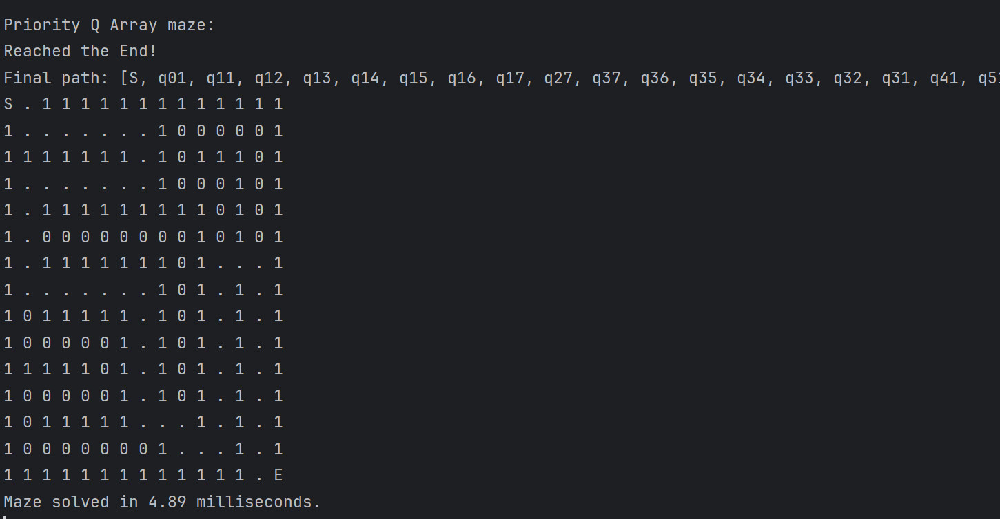 Priority Q Array maze:
Reached the End!
Final path: [S, q01, q11, q12, q13, q14, q15, q16, q17, q27, q37, q36, q35, q34, q33, q32, q31, q41, q51
S . 1 1 1 1 1 1 1 1 1 1 1 1 1
1 . . . . . . . 1 0 0 0 0 0 1
1 1 1 1 1 1 1 . 1 0 1 1 1 0 1
1 . . . . . . . 1 0 0 0 1 0 1
1 . 1 1 1 1 1 1 1 1 1 0 1 0 1
1 . 0 0 0 0 0 0 0 0 1 0 1 0 1
1 . 1 1 1 1 1 1 1 0 1 . . . 1
1 . . . . . . . 1 0 1 . 1 . 1
1 0 1 1 1 1 1 . 1 0 1 . 1 . 1
1 0 0 0 0 0 1 . 1 0 1 . 1 . 1
1 1 1 1 1 0 1 . 1 0 1 . 1 . 1
1 0 0 0 0 0 1 . 1 0 1 . 1 . 1
1 0 1 1 1 1 1 . . . 1 . 1 . 1
1 0 0 0 0 0 0 0 1 . . . 1 . 1
1 1 1 1 1 1 1 1 1 1 1 1 1 . E
Maze solved in 4.89 milliseconds.